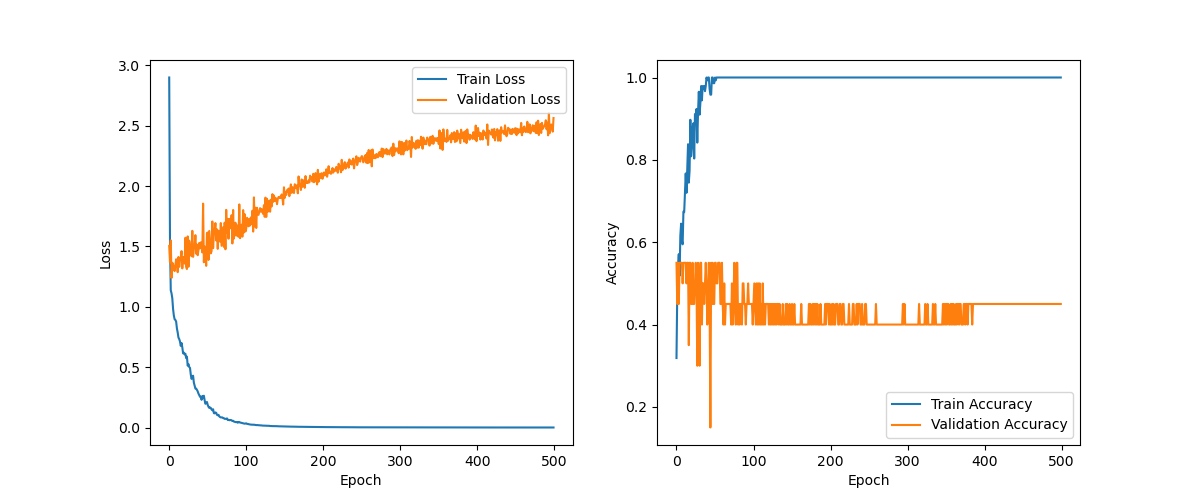 3.0
2.5
2.0
1.5
1.0
0.5
0.0
Loss
0 100 200 300 400 500
Epoch
Train Loss
Validation Loss
1.0
0.8
0.6
0.4
0.2
Accuracy
0 100 200 300 400 500
Epoch
Train Accuracy
Validation Accuracy